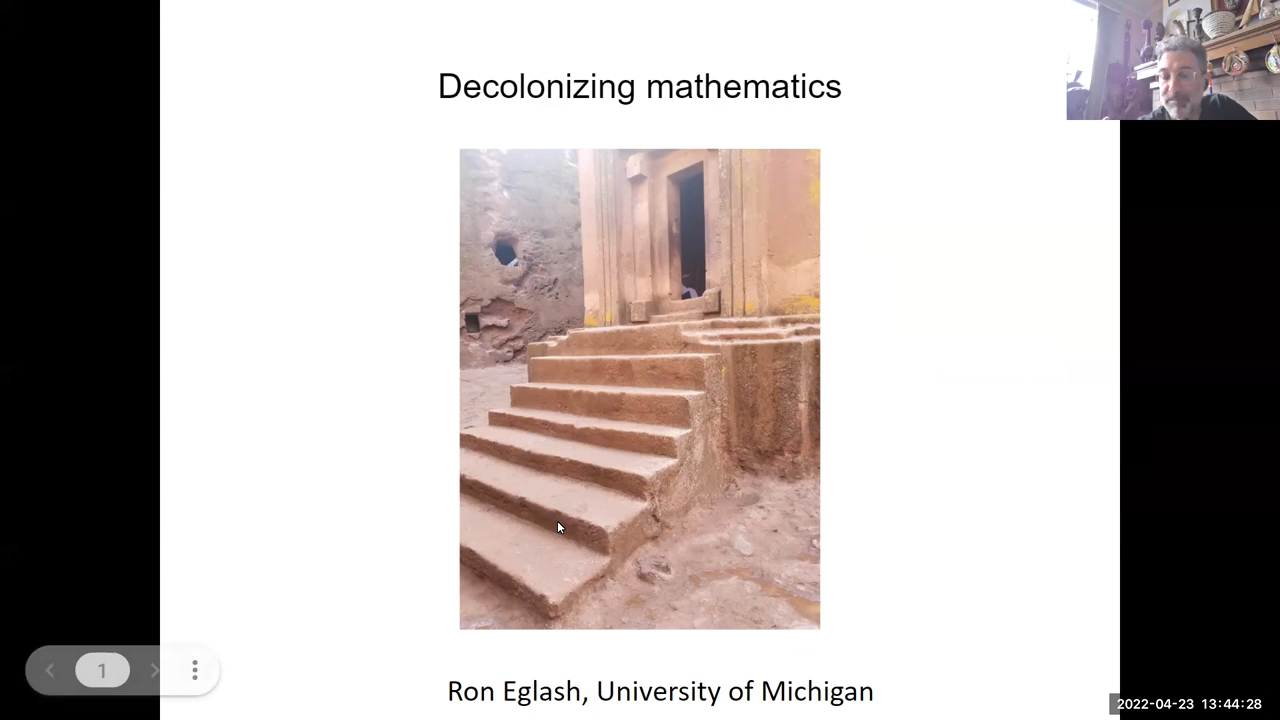 Decolonizing mathematics
1
Ron Eglash, University of Michigan
2022-04-23 13:44:28